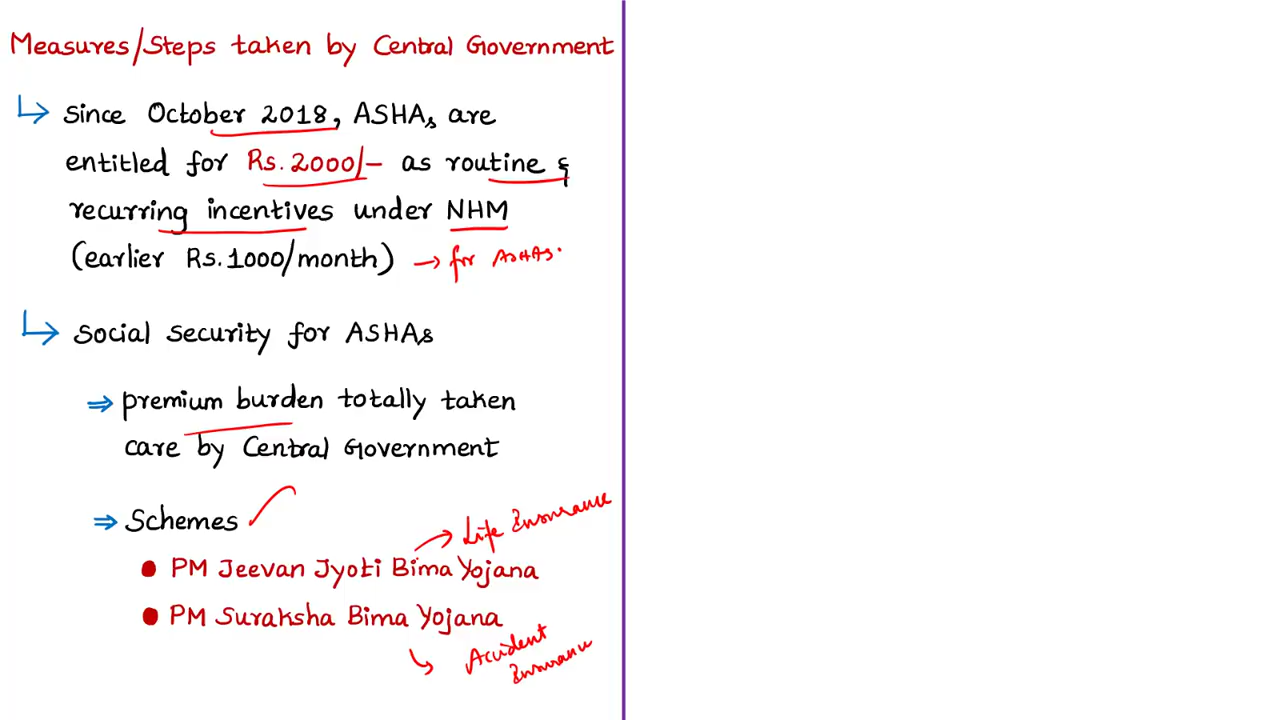 Measures/Steps taken by Central Government
↳ since October 2018, ASHAs are
entitled for Rs.2000/- as routine &
recurring incentives under NHM
(earlier Rs.1000/month) → for ASHAs.
↳ social security for ASHAs
⇒ premium burden totally taken
care by Central Government
⇒ Schemes ✓
→ Life Insurance
● PM Jeevan Jyoti Bima Yojana
● PM Suraksha Bima Yojana
↳ Accident
Insurance